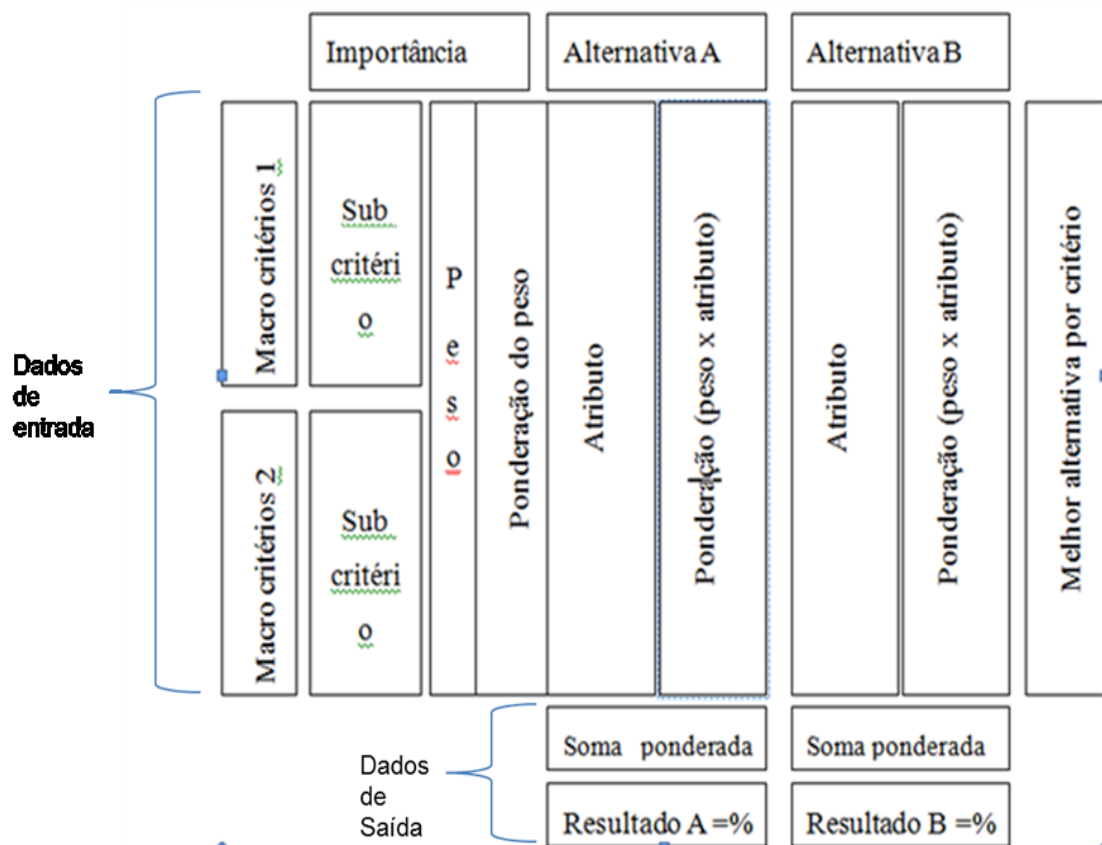 Importância
Alternativa A
Alternativa B
Dados
de
entrada
Macro critérios 1
Sub
critéri
o
Macro critérios 2
Sub
critéri
o
P
e
s
o
Ponderação do peso
Atributo
Ponderação (peso x atributo)
Atributo
Ponderação (peso x atributo)
Melhor alternativa por critério
Dados
de
Saída
Soma ponderada
Soma ponderada
Resultado A =%
Resultado B =%